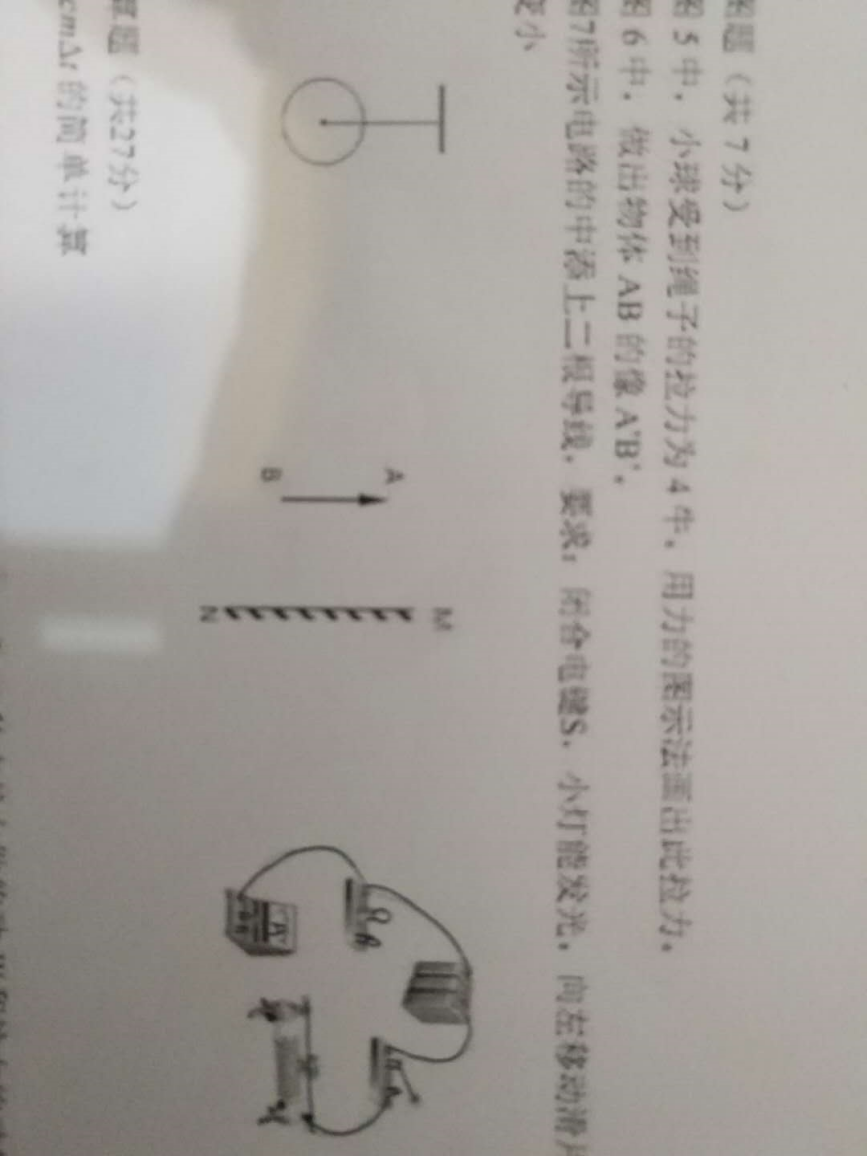 图题（共 7 分）
图 5 中，小球受到绳子的拉力为 4 牛，用力的图示法画出此拉力。
图 6 中，做出物体 AB 的像 A'B'。
图7所示电路的中添上二根导线，要求：闭合电键S，小灯能发光，向左移动滑片
变小
A
B
M
N
算题（共27分）
cmΔt 的简单计算